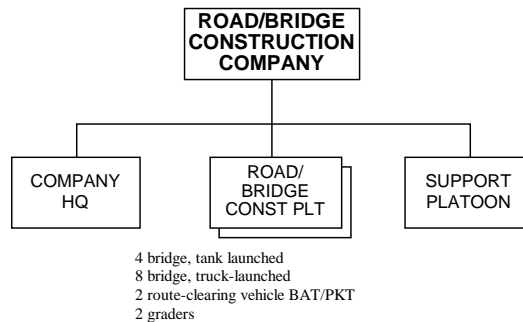 ROAD/BRIDGE
CONSTRUCTION
COMPANY
COMPANY
HQ
ROAD/
BRIDGE
CONST PLT
SUPPORT
PLATOON
4 bridge, tank launched
8 bridge, truck-launched
2 route-clearing vehicle BAT/PKT
2 graders